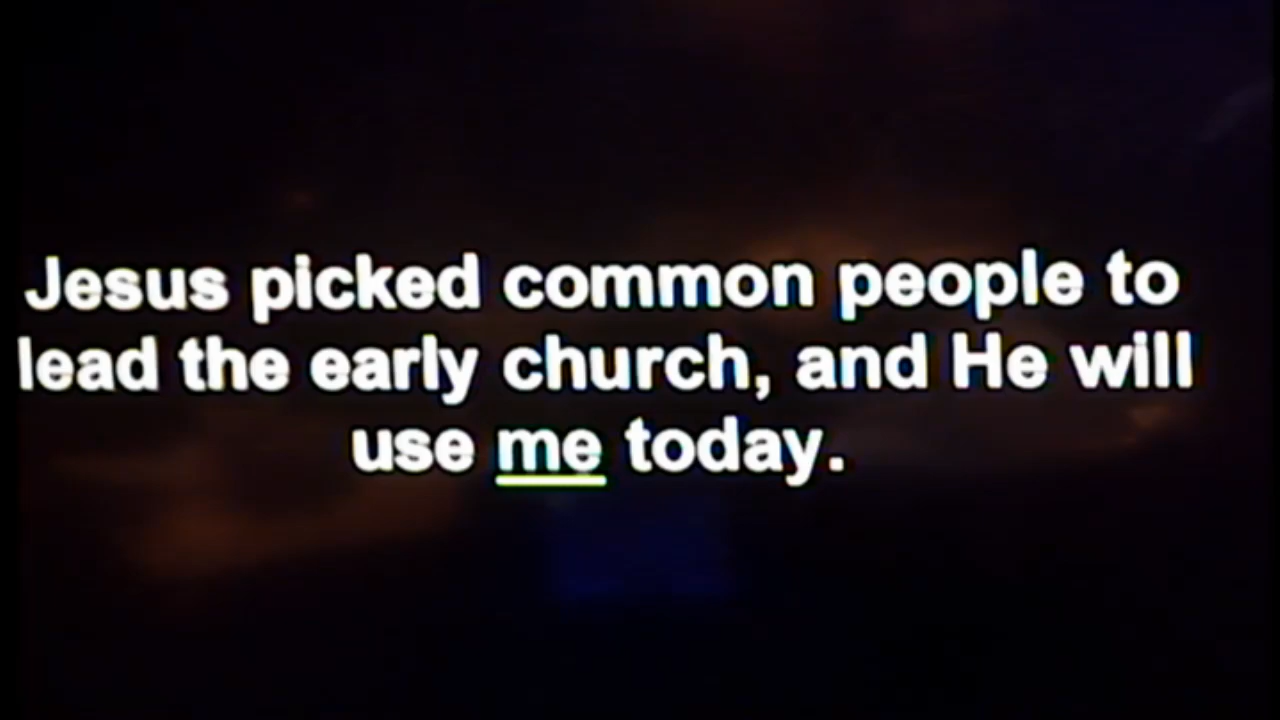 Jesus picked common people to
lead the early church, and He will
use me today.